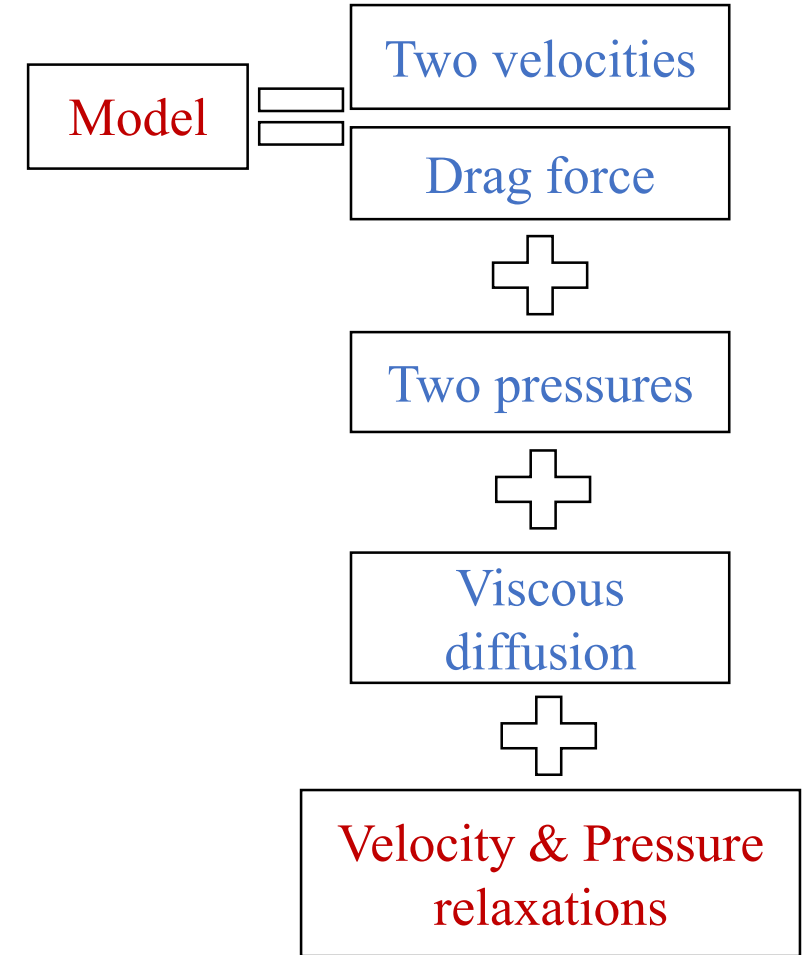 Two velocities
Model
Drag force
Two pressures
Viscous
diffusion
Velocity & Pressure
relaxations